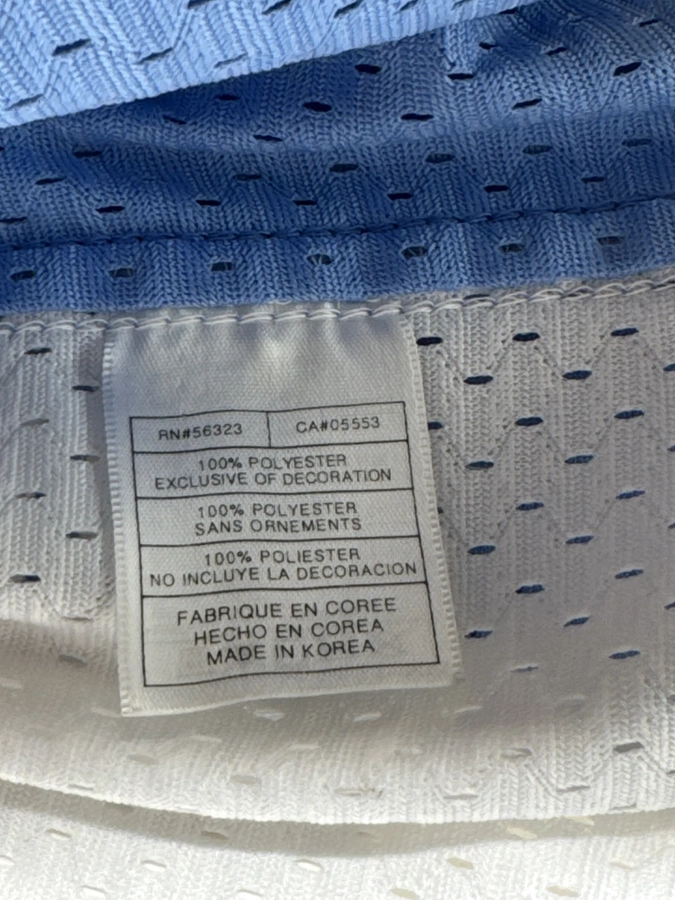 RN#56323 CA#05553
100% POLYESTER
EXCLUSIVE OF DECORATION
100% POLYESTER
SANS ORNEMENTS
100% POLIESTER
NO INCLUYE LA DECORACION
FABRIQUE EN COREE
HECHO EN COREA
MADE IN KOREA